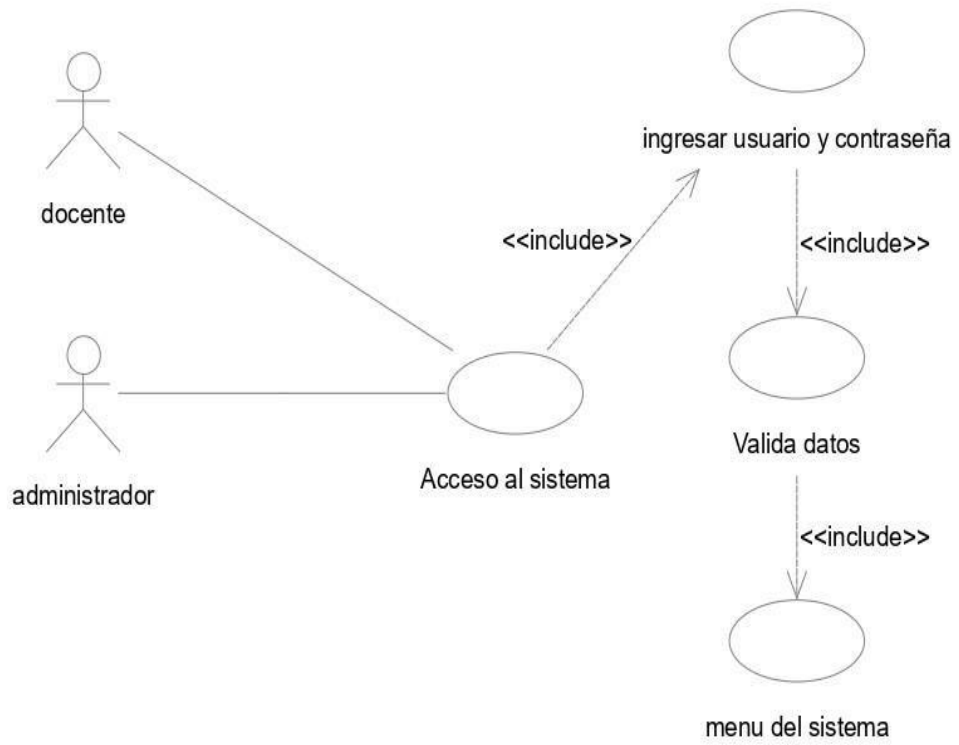 ingresar usuario y contraseña
docente
<<include>>
<<include>>
Valida datos
Acceso al sistema
administrador
<<include>>
menu del sistema